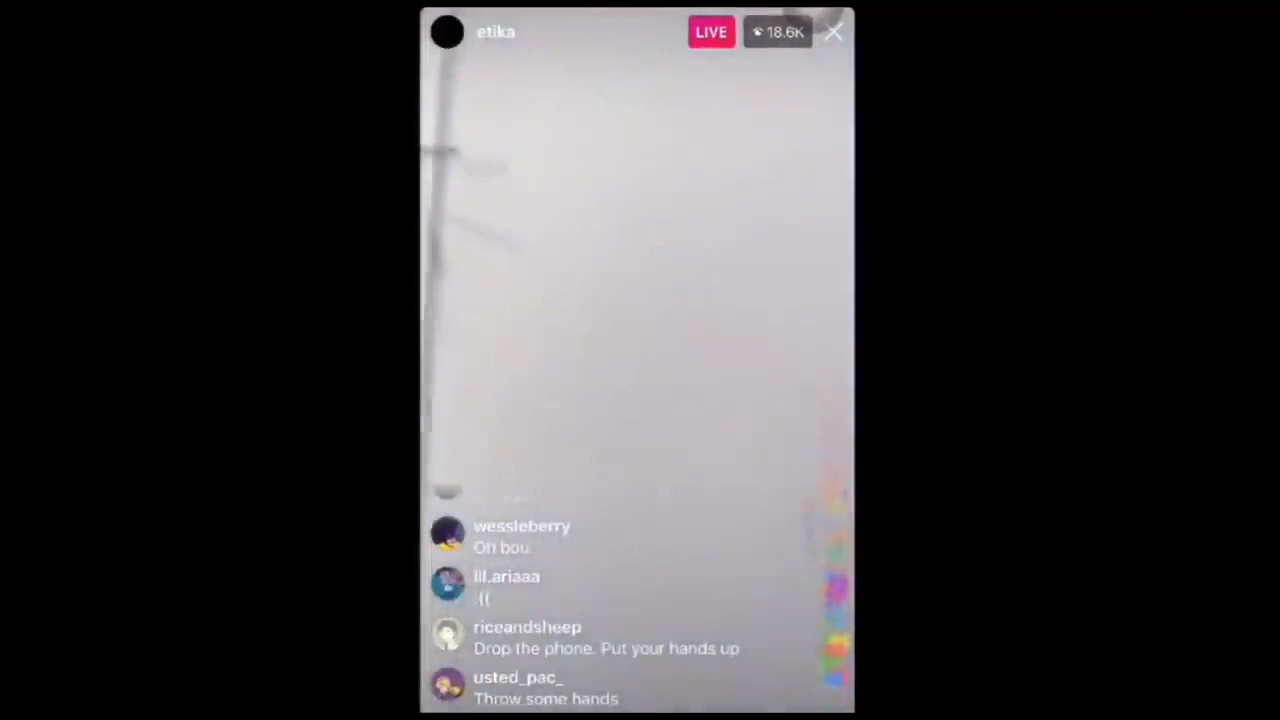 etika
LIVE
18.6K
wessleberry
Oh bou
lil.ariaaa
:((
riceandsheep
Drop the phone. Put your hands up
usted_pac_
Throw some hands